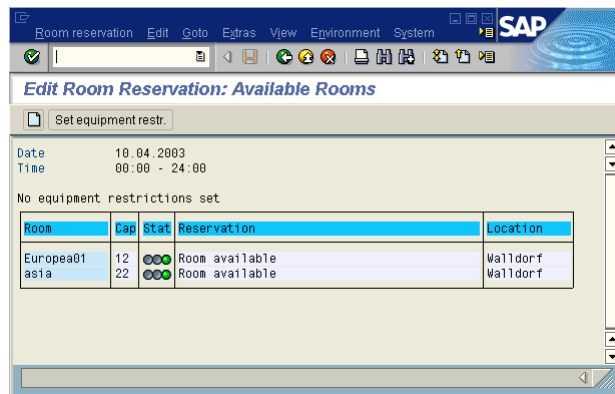 Room reservation Edit Goto Extras View Environment System
SAP
Edit Room Reservation: Available Rooms
Set equipment restr.
Date 10.04.2003
Time 00:00 - 24:00
No equipment restrictions set
Room Cap Stat Reservation Location
Europea01 12 Room available Walldorf
asia 22 Room available Walldorf